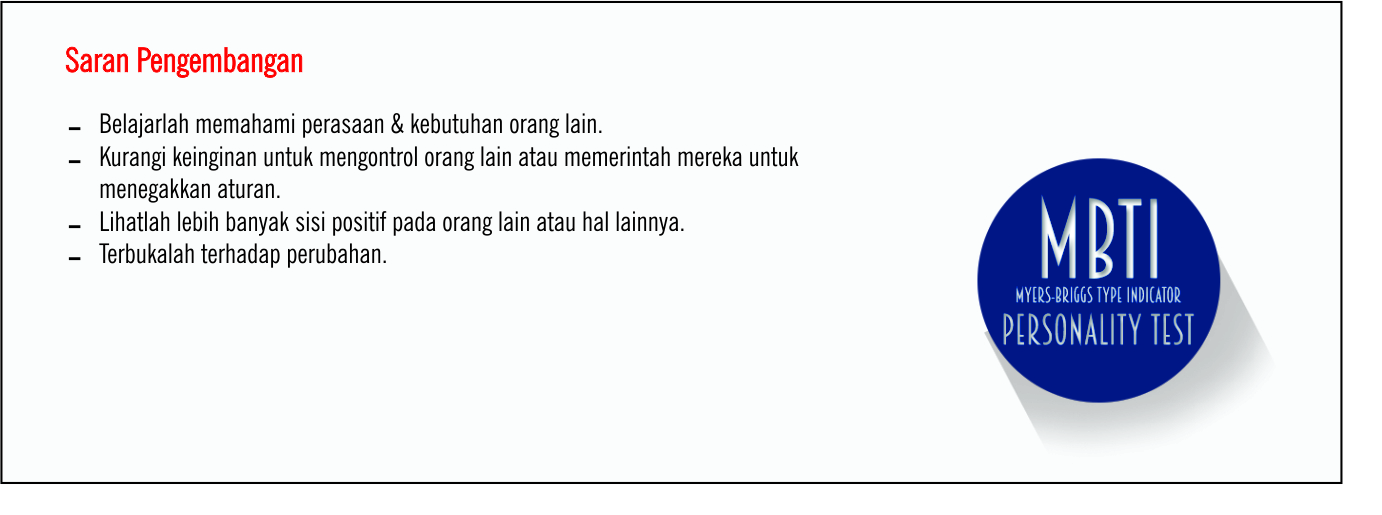 Saran Pengembangan
- Belajarlah memahami perasaan & kebutuhan orang lain.
- Kurangi keinginan untuk mengontrol orang lain atau memerintah mereka untuk
menegakkan aturan.
- Lihatlah lebih banyak sisi positif pada orang lain atau hal lainnya.
- Terbukalah terhadap perubahan.
MBTI
MYERS-BRIGGS TYPE INDICATOR
PERSONALITY TEST